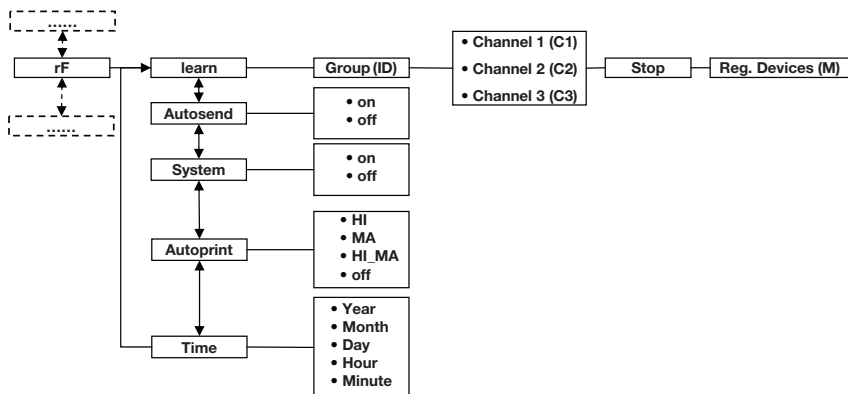 ......
rF
......
learn
Group (ID)
• Channel 1 (C1)
• Channel 2 (C2)
• Channel 3 (C3)
Stop
Reg. Devices (M)
Autosend
• on
• off
System
• on
• off
Autoprint
• HI
• MA
• HI_MA
• off
Time
• Year
• Month
• Day
• Hour
• Minute